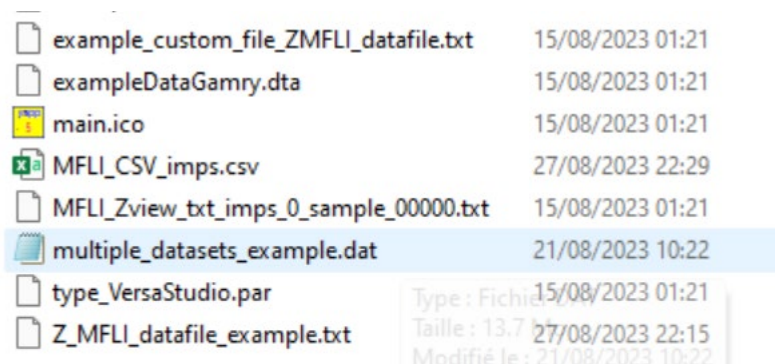 example_custom_file_ZMFLI_datafile.txt 15/08/2023 01:21
exampleDataGamry.dta 15/08/2023 01:21
main.ico 15/08/2023 01:21
MFLI_CSV_imps.csv 27/08/2023 22:29
MFLI_Zview_txt_imps_0_sample_00000.txt 15/08/2023 01:21
multiple_datasets_example.dat 21/08/2023 10:22
type_VersaStudio.par 15/08/2023 01:21
Type : Fichier
Z_MFLI_datafile_example.txt 27/08/2023 22:15
Taille : 13,7
Modifié le : 21/08/2023 10:22